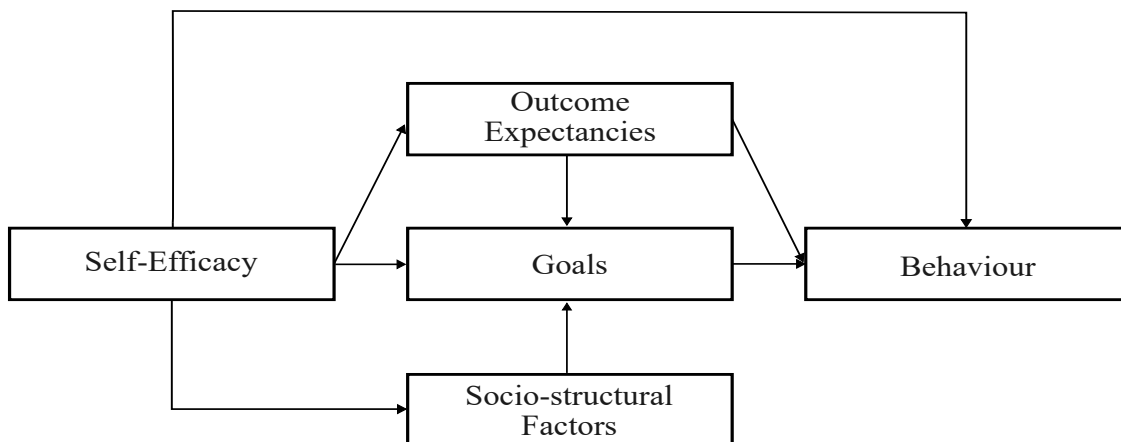 Outcome
Expectancies
Self-Efficacy
Goals
Behaviour
Socio-structural
Factors